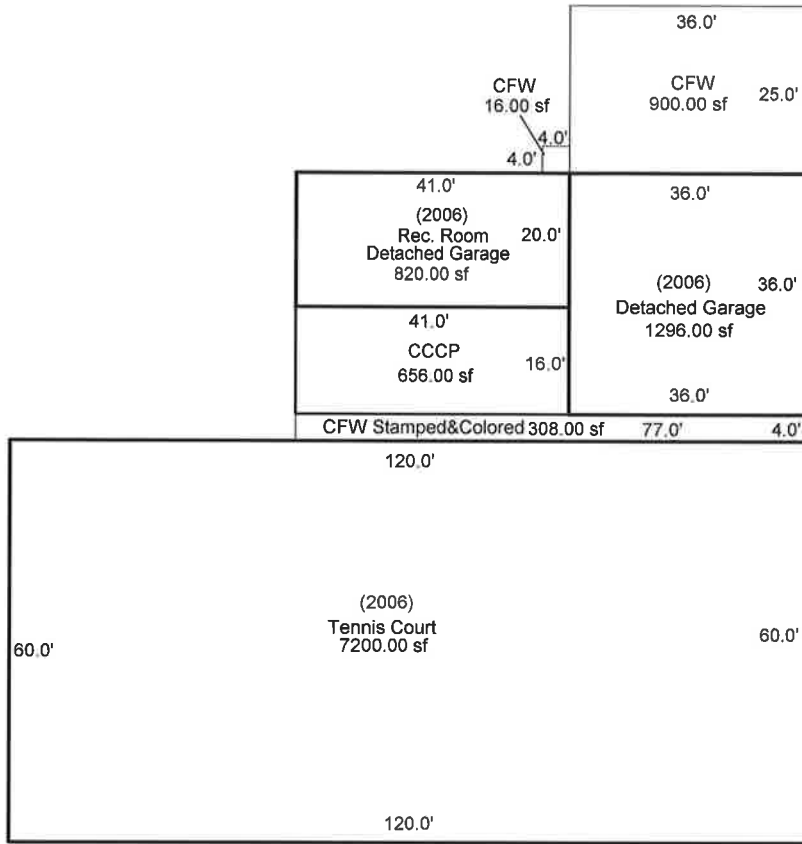 36.0'
CFW
900.00 sf
25.0'
CFW
16.00 sf
4.0'
4.0'
41.0'
(2006)
Rec. Room
Detached Garage
820.00 sf
20.0'
36.0'
(2006)
Detached Garage
1296.00 sf
36.0'
36.0'
41.0'
CCCP
656.00 sf
16.0'
CFW Stamped&Colored 308.00 sf 77.0' 4.0'
120.0'
(2006)
Tennis Court
7200.00 sf
60.0'
60.0'
120.0'